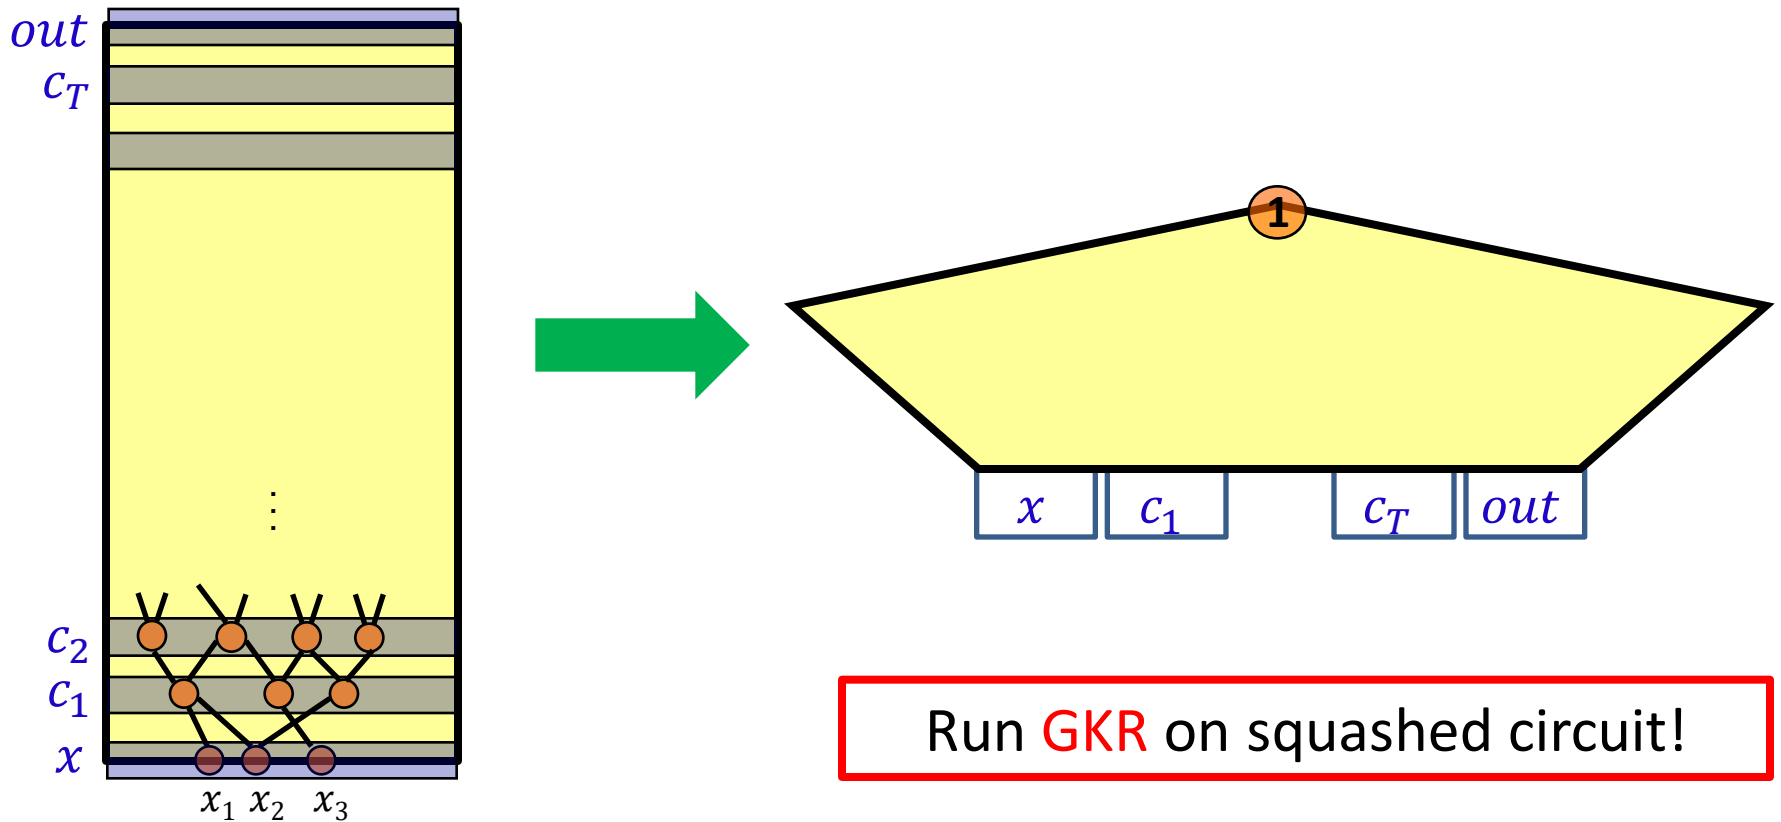 out
c_T
⋮
c_2
c_1
x
x_1 x_2 x_3
1
x c_1 c_T out
Run GKR on squashed circuit!